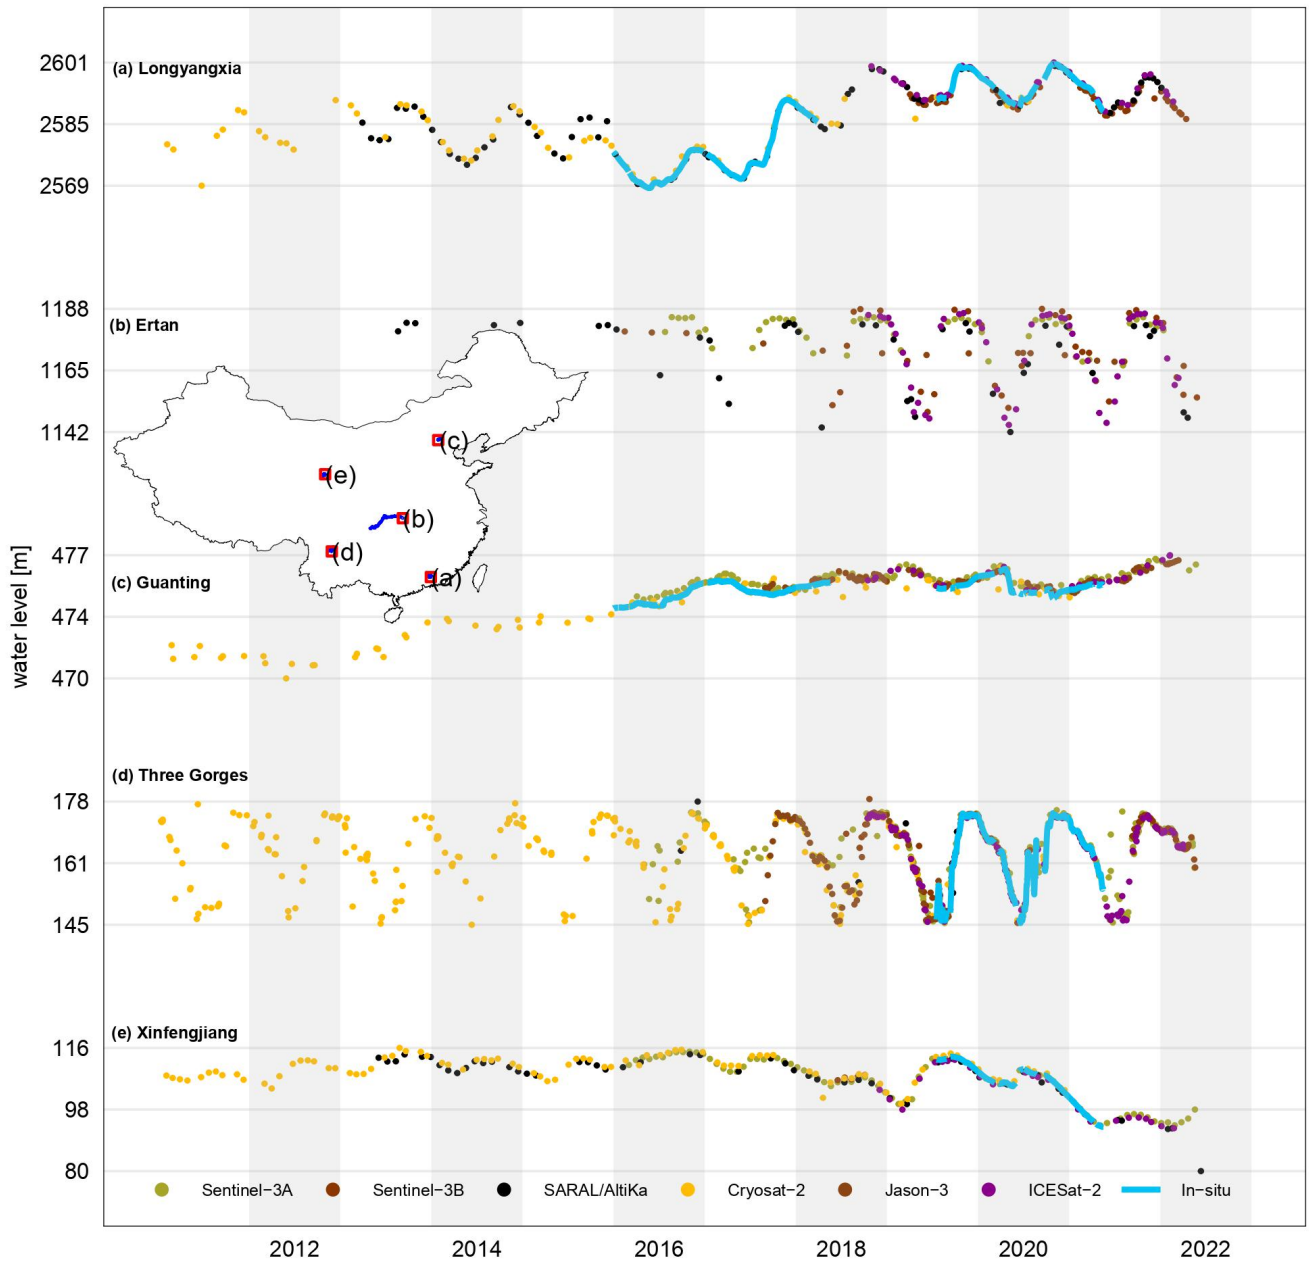 2601
(a) Longyangxia
2585
2569
1188
(b) Ertan
1165
1142
(c)
(e)
(b)
(d)
(a)
water level [m]
477
(c) Guanting
474
470
(d) Three Gorges
178
161
145
(e) Xinfengjiang
116
98
80
Sentinel−3A Sentinel−3B SARAL/AltiKa Cryosat−2 Jason−3 ICESat−2 In−situ
2012 2014 2016 2018 2020 2022